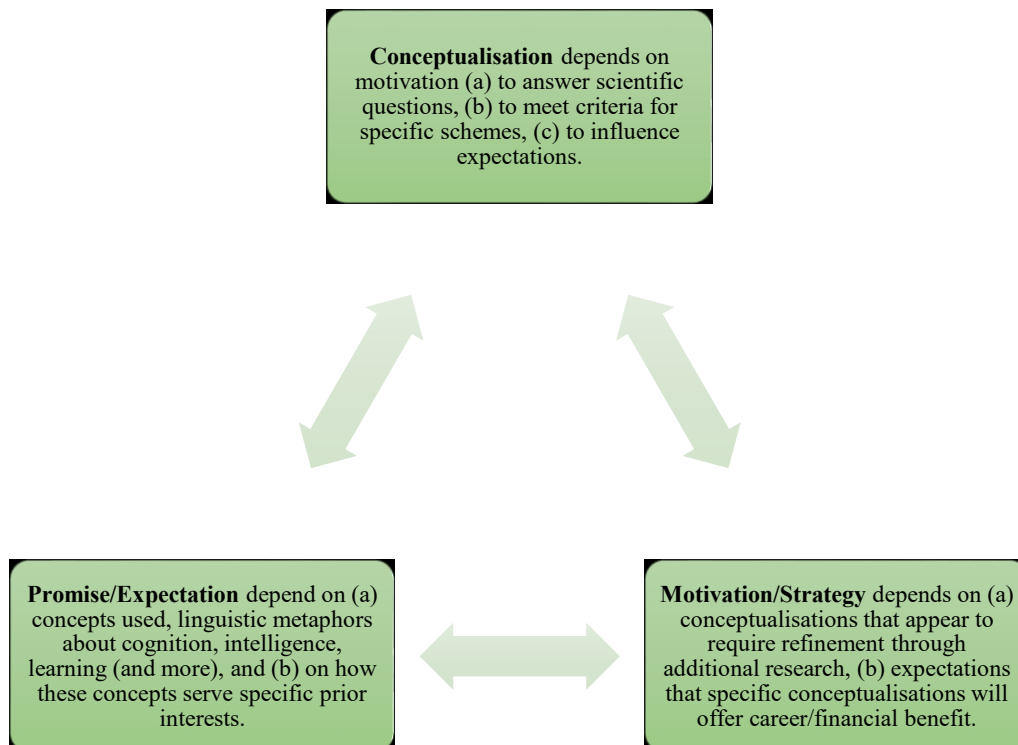 Conceptualisation depends on
motivation (a) to answer scientific
questions, (b) to meet criteria for
specific schemes, (c) to influence
expectations.
Promise/Expectation depend on (a)
concepts used, linguistic metaphors
about cognition, intelligence,
learning (and more), and (b) on how
these concepts serve specific prior
interests.
Motivation/Strategy depends on (a)
conceptualisations that appear to
require refinement through
additional research, (b) expectations
that specific conceptualisations will
offer career/financial benefit.